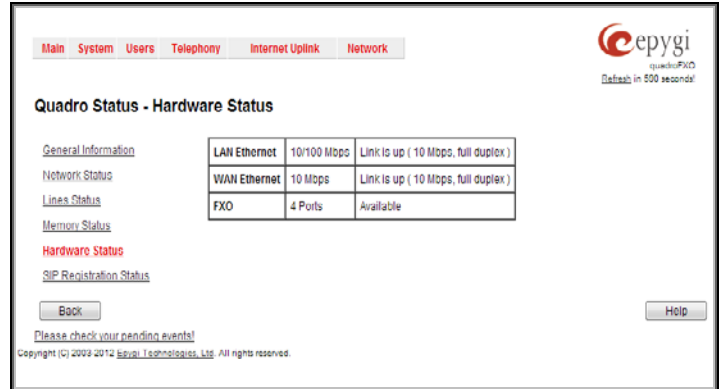 epygi
quadroFXO
Refresh in 500 seconds!
Main System Users Telephony Internet Uplink Network
Quadro Status - Hardware Status
General Information
Network Status
Lines Status
Memory Status
Hardware Status
SIP Registration Status
LAN Ethernet 10/100 Mbps Link is up ( 10 Mbps, full duplex )
WAN Ethernet 10 Mbps Link is up ( 10 Mbps, full duplex )
FXO 4 Ports Available
Back
Help
Please check your pending events!
Copyright (C) 2003-2012 Epygi Technologies, Ltd. All rights reserved.